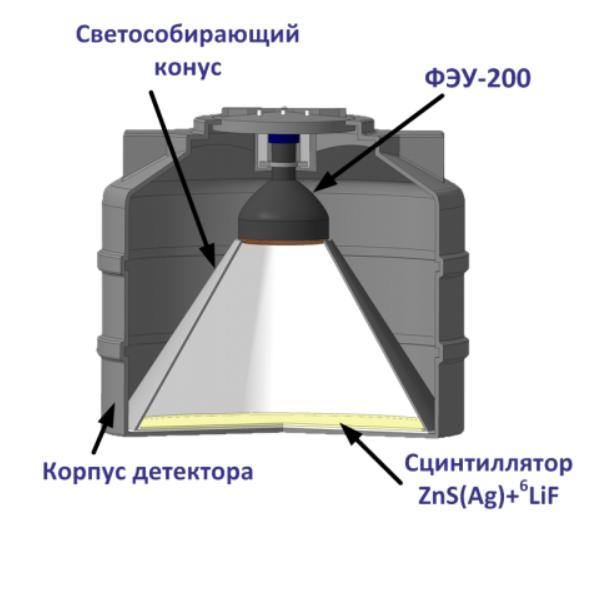 Светособирающий
конус
ФЭУ-200
Корпус детектора
Сцинтиллятор
ZnS(Ag)+⁶LiF